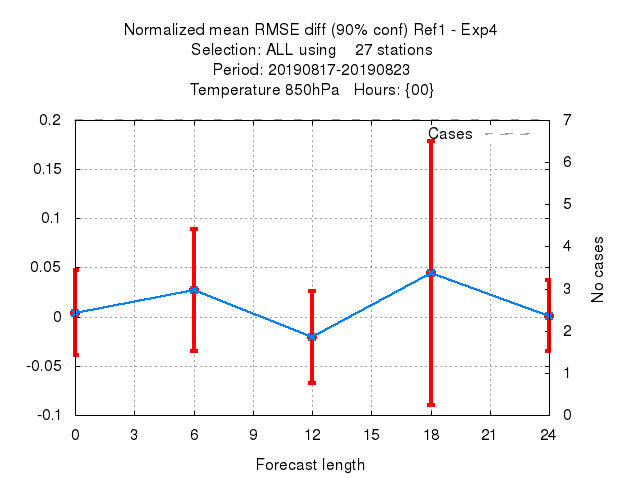 Normalized mean RMSE diff (90% conf) Ref1 - Exp4
Selection: ALL using    27 stations
Period: 20190817-20190823
Temperature 850hPa   Hours: {00}
0.2
0.15
0.1
0.05
0
-0.05
-0.1
Cases
7
6
5
4
3
2
1
0
No cases
0 3 6 9 12 15 18 21 24
Forecast length